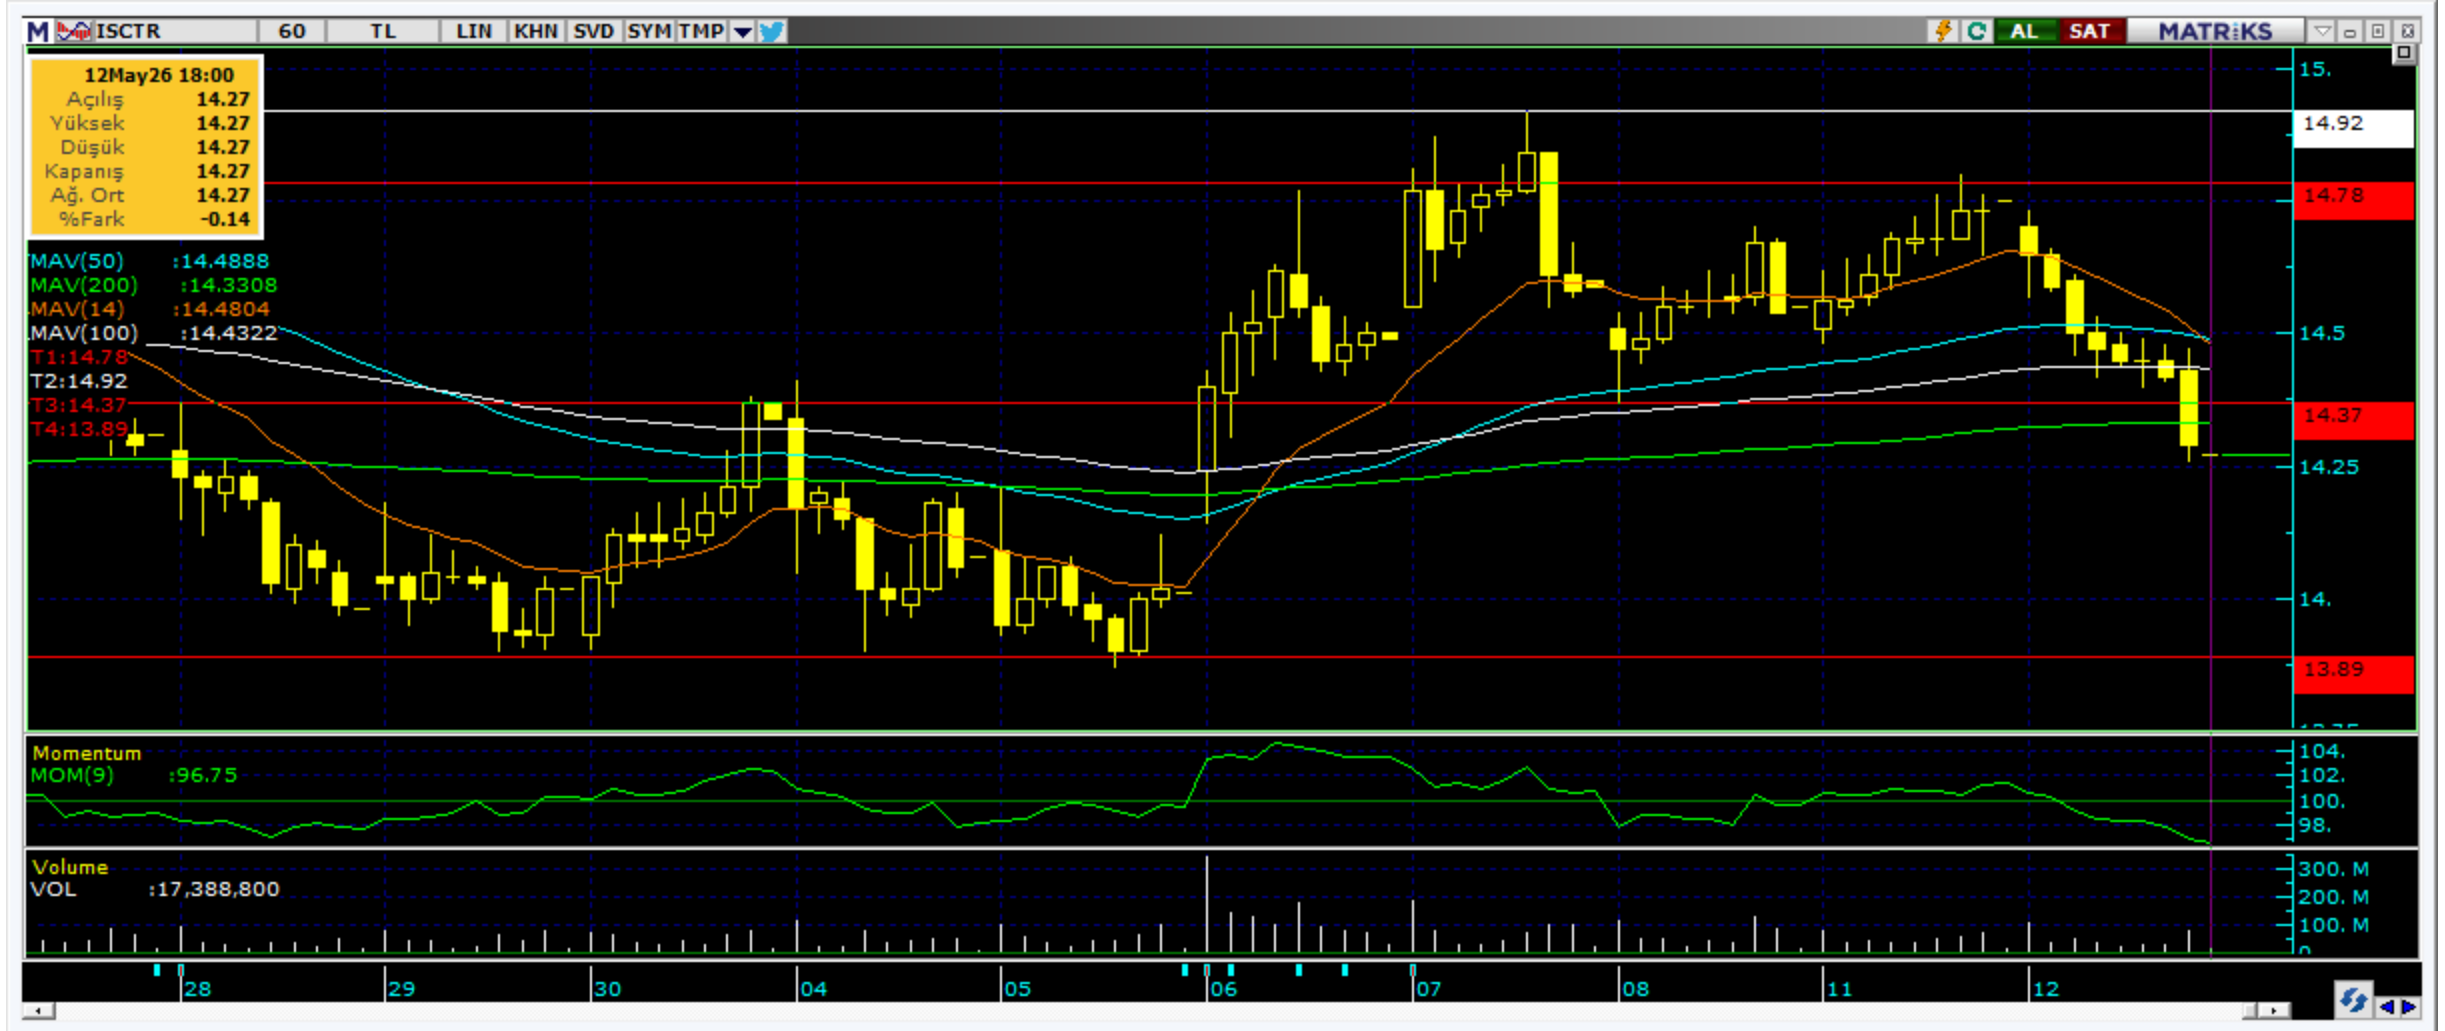 M ISCTR 60 TL LIN KHN SVD SYM TMP AL SAT MATRIKS
12May26 18:00
Açılış 14.27
Yüksek 14.27
Düşük 14.27
Kapanış 14.27
Ağ. Ort 14.27
%Fark -0.14
MAV(50) :14.4888
MAV(200) :14.3308
MAV(14) :14.4804
MAV(100) :14.4322
T1:14.78
T2:14.92
T3:14.37
T4:13.89
15.
14.92
14.78
14.5
14.37
14.25
14.
13.89
Momentum
MOM(9) :96.75
104.
102.
100.
98.
Volume
VOL :17,388,800
300. M
200. M
100. M
0
28 29 30 04 05 06 07 08 11 12